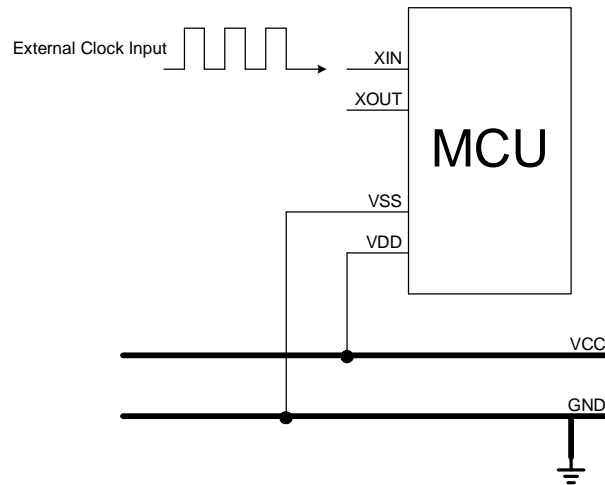 External Clock Input
XIN
XOUT
MCU
VSS
VDD
VCC
GND